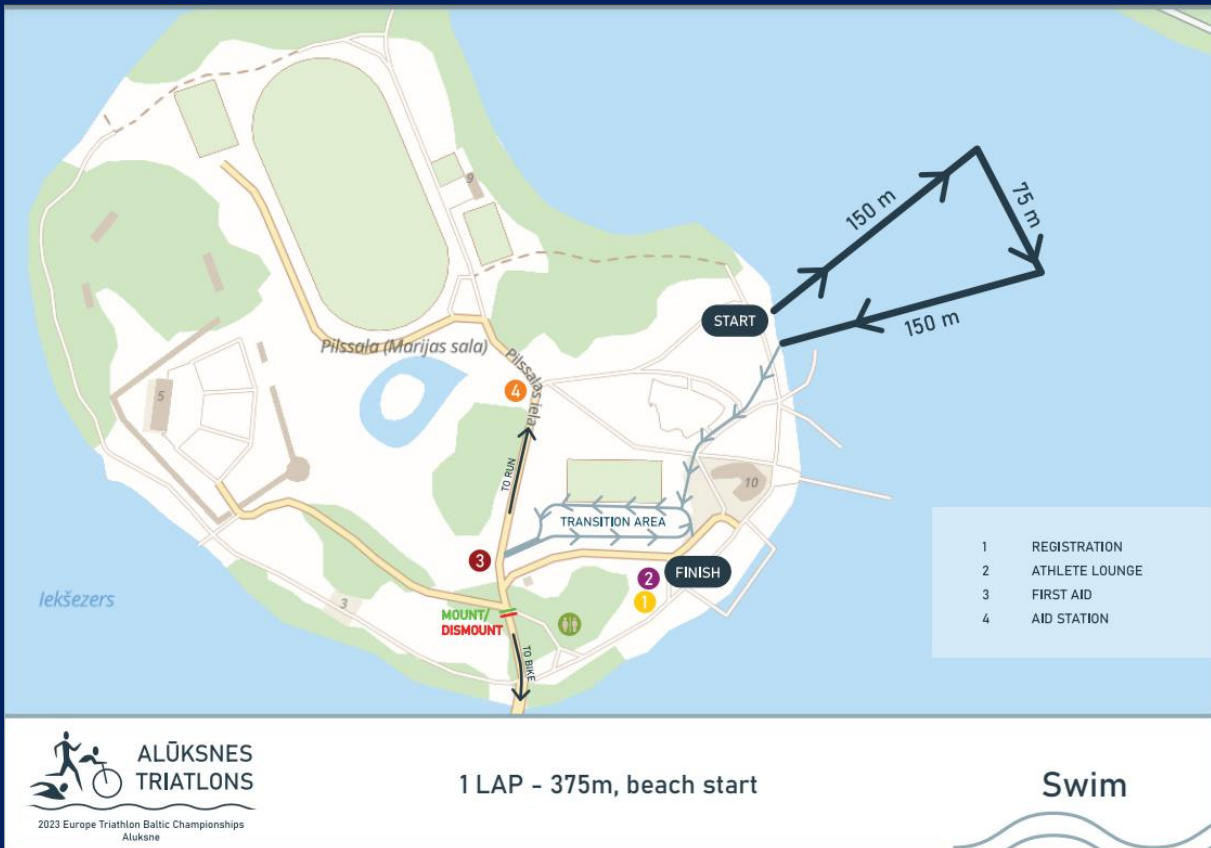 9
150 m
75 m
START
150 m
Pilssala (Marijas sala)
Pilssalas iela
4
5
TO RUN
10
TRANSITION AREA
3
FINISH
2
1
Iekšezers
3
MOUNT/
DISMOUNT
TO BIKE
1 REGISTRATION
2 ATHLETE LOUNGE
3 FIRST AID
4 AID STATION
ALŪKSNES
TRIATLONS
2023 Europe Triathlon Baltic Championships
Aluksne
1 LAP - 375m, beach start
Swim